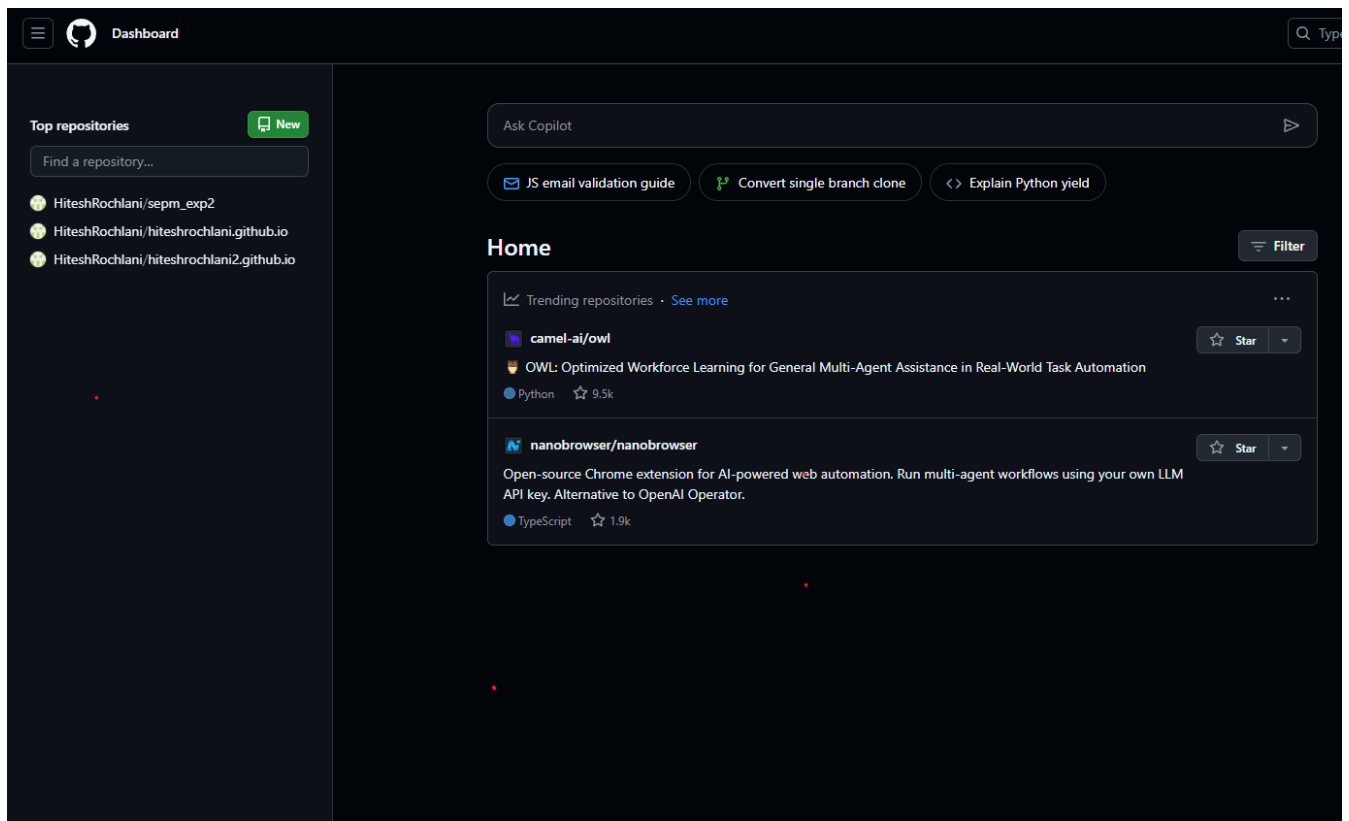 Dashboard
Type
Top repositories
New
Find a repository...
HiteshRochlani/sepm_exp2
HiteshRochlani/hiteshrochlani.github.io
HiteshRochlani/hiteshrochlani2.github.io
Ask Copilot
JS email validation guide
Convert single branch clone
Explain Python yield
Home
Filter
Trending repositories · See more
camel-ai/owl
Star
🦉 OWL: Optimized Workforce Learning for General Multi-Agent Assistance in Real-World Task Automation
Python 9.5k
nanobrowser/nanobrowser
Star
Open-source Chrome extension for AI-powered web automation. Run multi-agent workflows using your own LLM
API key. Alternative to OpenAI Operator.
TypeScript 1.9k